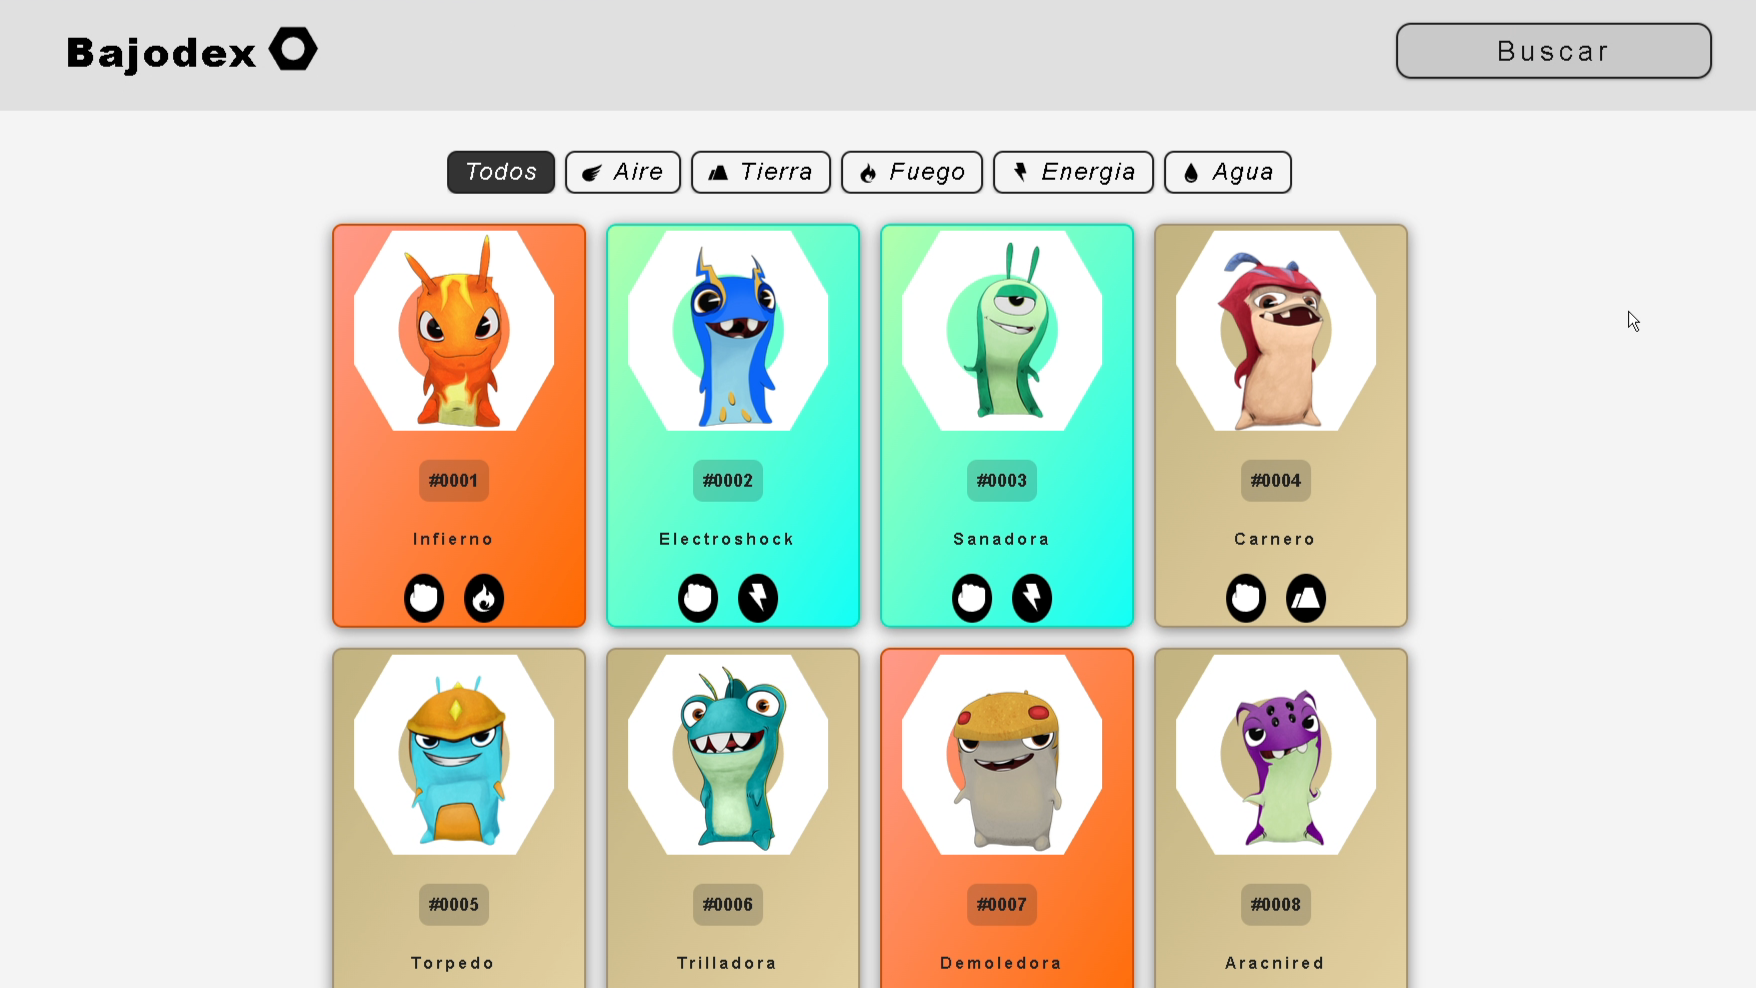 Bajodex
Buscar
Todos
Aire
Tierra
Fuego
Energia
Agua
#0001
#0002
#0003
#0004
Infierno
Electroshock
Sanadora
Carnero
#0005
#0006
#0007
#0008
Torpedo
Trilladora
Demoledora
Aracnired